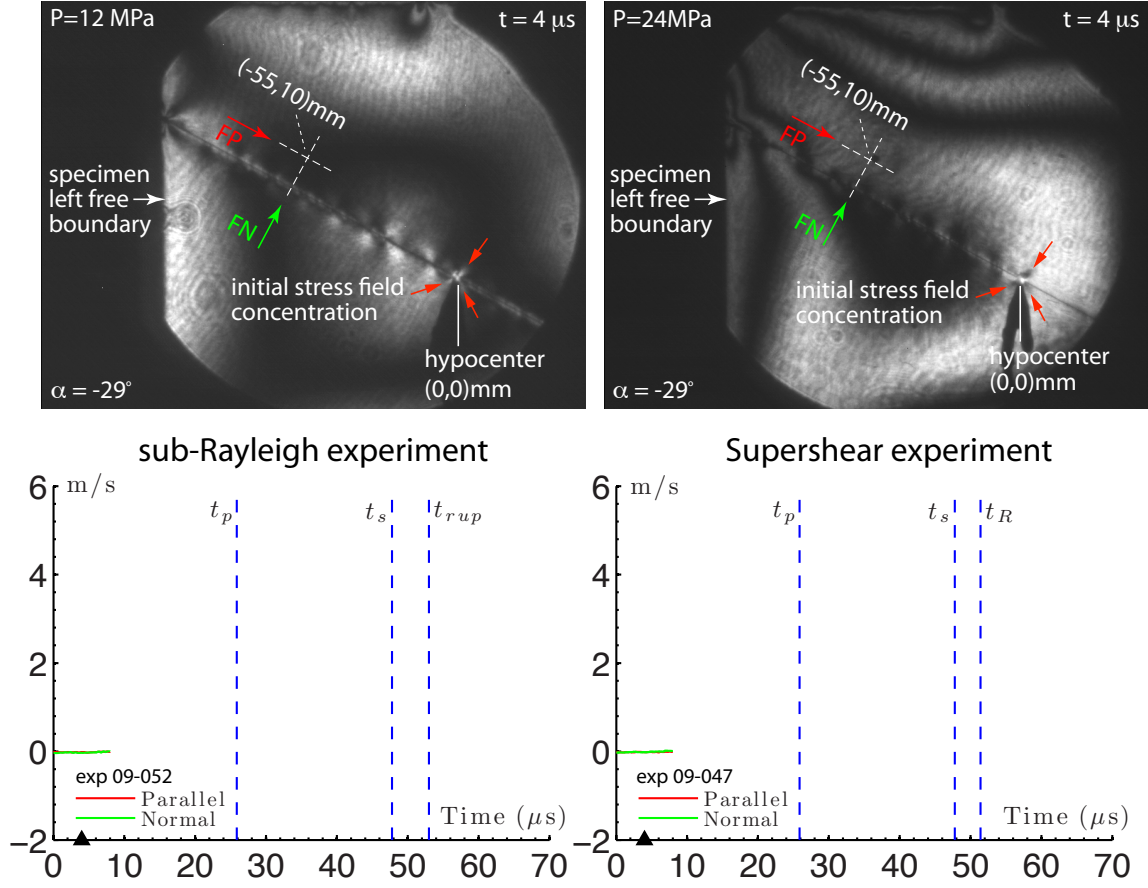 P=12 MPa
t = 4 μs
(-55,10)mm
FP
FN
specimen
left free
boundary
initial stress field
concentration
hypocenter
(0,0)mm
α = -29°
P=24MPa
t = 4 μs
(-55,10)mm
FP
FN
specimen
left free
boundary
initial stress field
concentration
hypocenter
(0,0)mm
α = -29°
sub-Rayleigh experiment
m/s
6
4
2
0
−2
t_p
t_s
t_rup
exp 09-052
Parallel
Normal
Time (μs)
0 10 20 30 40 50 60 70
Supershear experiment
m/s
6
4
2
0
−2
t_p
t_s
t_R
exp 09-047
Parallel
Normal
Time (μs)
0 10 20 30 40 50 60 70